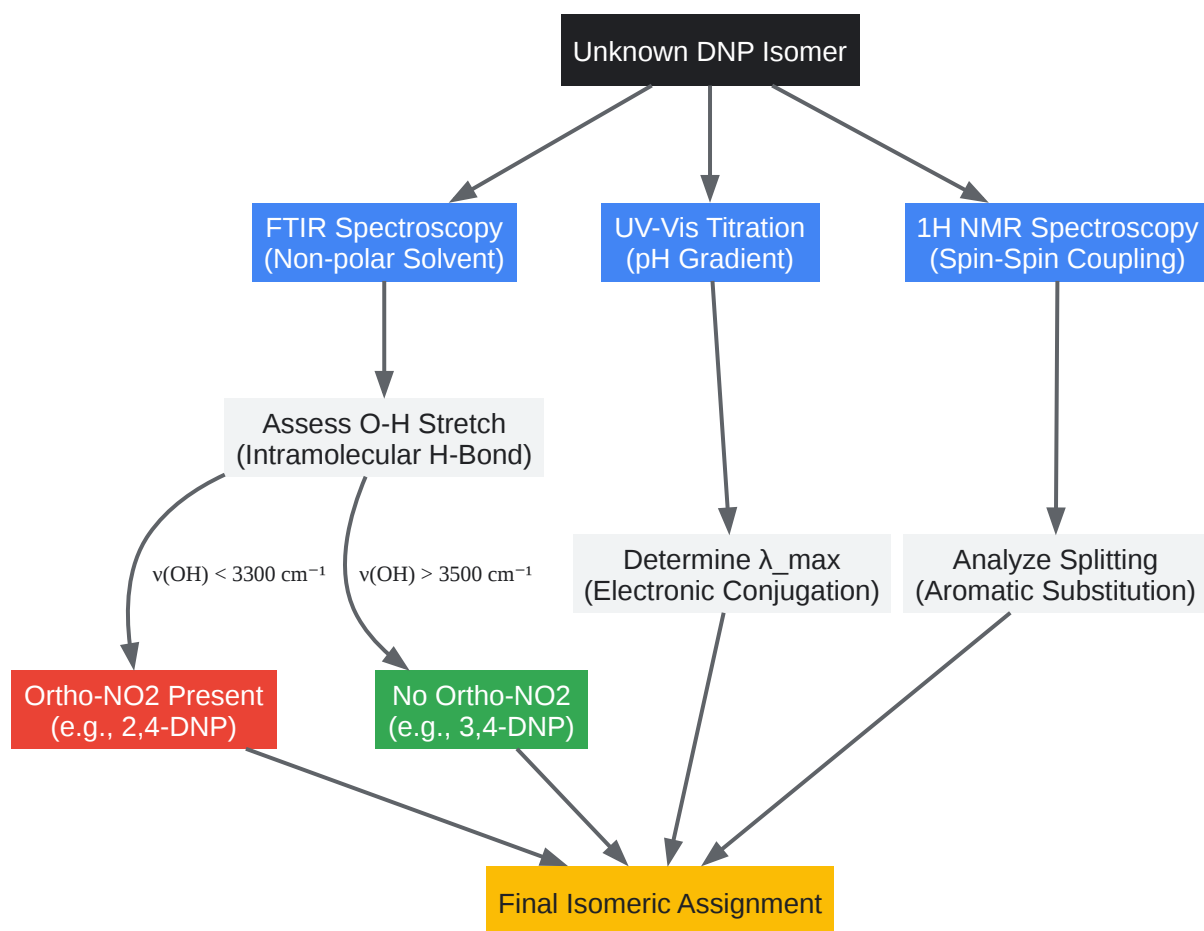 Unknown DNP Isomer
FTIR Spectroscopy
(Non-polar Solvent)
UV-Vis Titration
(pH Gradient)
1H NMR Spectroscopy
(Spin-Spin Coupling)
Assess O-H Stretch
(Intramolecular H-Bond)
ν(OH) < 3300 cm⁻¹
ν(OH) > 3500 cm⁻¹
Determine λ_max
(Electronic Conjugation)
Analyze Splitting
(Aromatic Substitution)
Ortho-NO2 Present
(e.g., 2,4-DNP)
No Ortho-NO2
(e.g., 3,4-DNP)
Final Isomeric Assignment